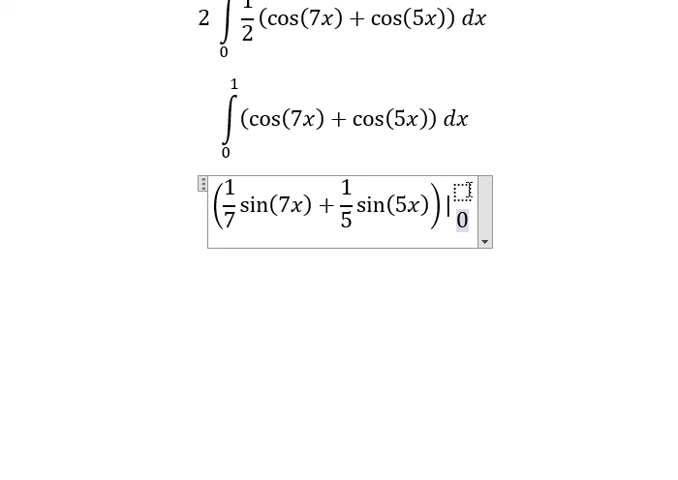 2 ∫₀ 1/2 (cos(7x) + cos(5x)) dx
∫₀¹ (cos(7x) + cos(5x)) dx
(1/7 sin(7x) + 1/5 sin(5x)) |₀